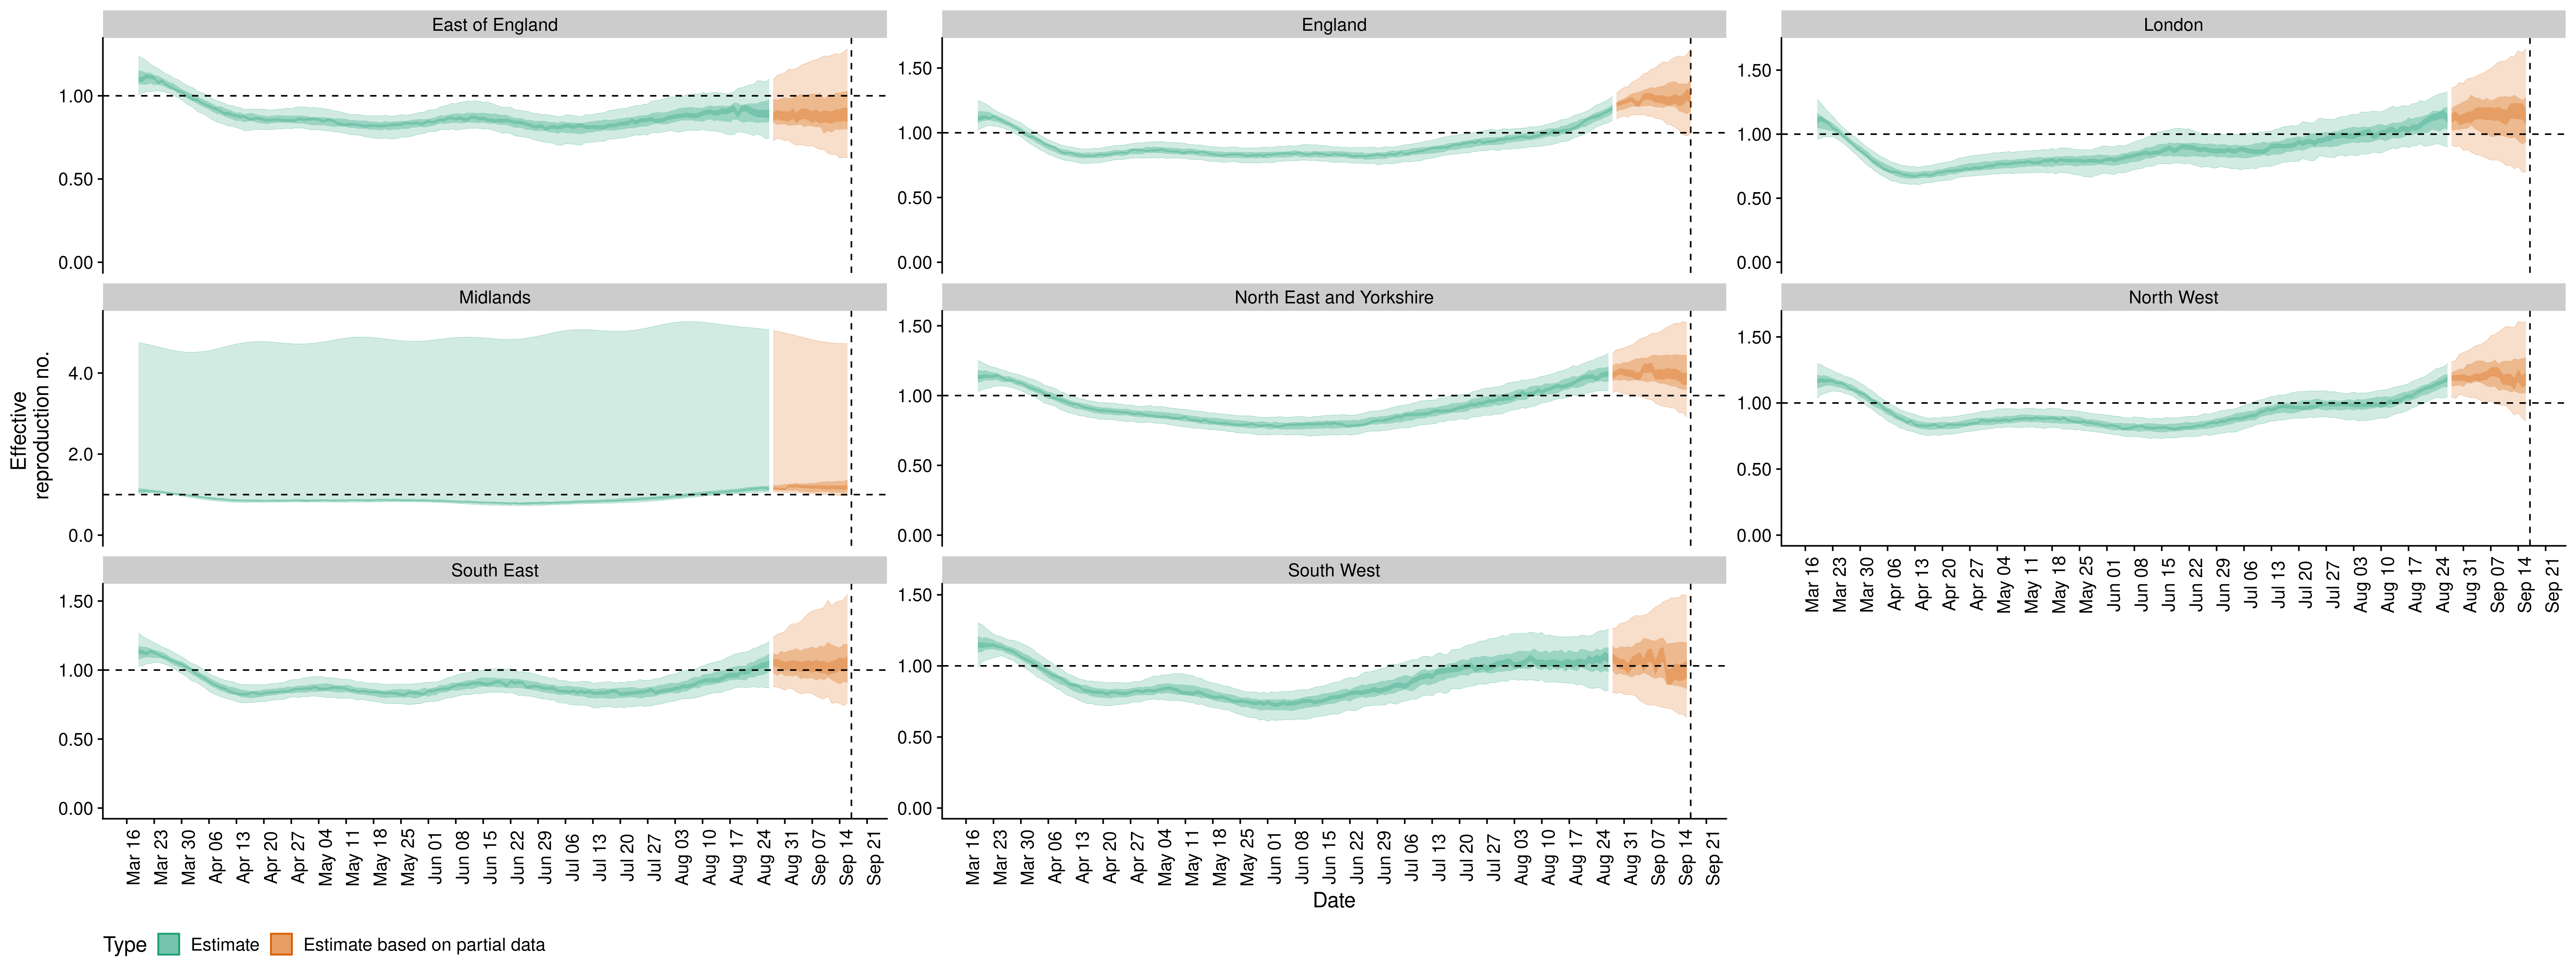 East of England
England
London
1.00
0.50
0.00
1.50
1.00
0.50
0.00
1.50
1.00
0.50
0.00
Midlands
North East and Yorkshire
North West
Effective
reproduction no.
4.0
2.0
0.0
1.50
1.00
0.50
0.00
1.50
1.00
0.50
0.00
Mar 16
Mar 23
Mar 30
Apr 06
Apr 13
Apr 20
Apr 27
May 04
May 11
May 18
May 25
Jun 01
Jun 08
Jun 15
Jun 22
Jun 29
Jul 06
Jul 13
Jul 20
Jul 27
Aug 03
Aug 10
Aug 17
Aug 24
Aug 31
Sep 07
Sep 14
Sep 21
South East
South West
1.50
1.00
0.50
0.00
1.50
1.00
0.50
0.00
Mar 16
Mar 23
Mar 30
Apr 06
Apr 13
Apr 20
Apr 27
May 04
May 11
May 18
May 25
Jun 01
Jun 08
Jun 15
Jun 22
Jun 29
Jul 06
Jul 13
Jul 20
Jul 27
Aug 03
Aug 10
Aug 17
Aug 24
Aug 31
Sep 07
Sep 14
Sep 21
Mar 16
Mar 23
Mar 30
Apr 06
Apr 13
Apr 20
Apr 27
May 04
May 11
May 18
May 25
Jun 01
Jun 08
Jun 15
Jun 22
Jun 29
Jul 06
Jul 13
Jul 20
Jul 27
Aug 03
Aug 10
Aug 17
Aug 24
Aug 31
Sep 07
Sep 14
Sep 21
Date
Type Estimate Estimate based on partial data